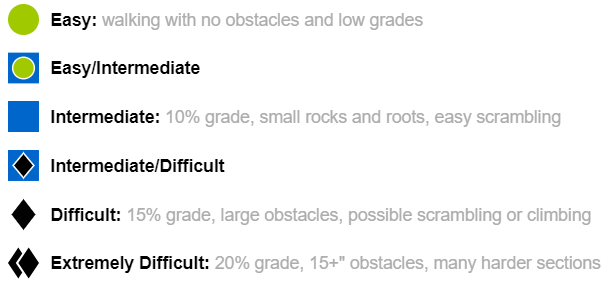 Easy: walking with no obstacles and low grades
Easy/Intermediate
Intermediate: 10% grade, small rocks and roots, easy scrambling
Intermediate/Difficult
Difficult: 15% grade, large obstacles, possible scrambling or climbing
Extremely Difficult: 20% grade, 15+" obstacles, many harder sections